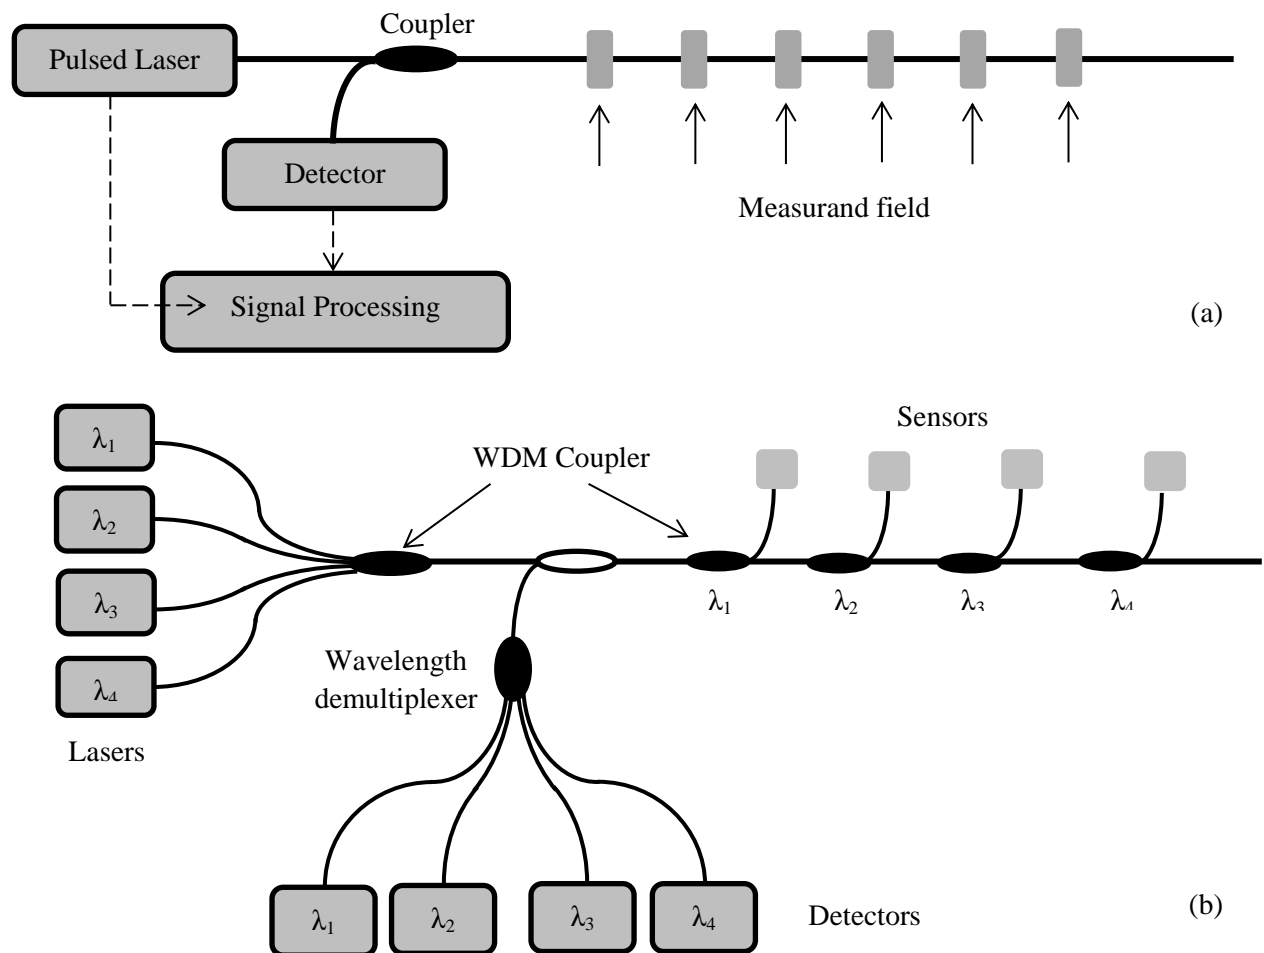 Coupler
Pulsed Laser
Detector
Measurand field
Signal Processing
(a)
Sensors
λ1
WDM Coupler
λ2
λ3
λ1 λ2 λ3 λ4
Wavelength
demultiplexer
λ4
Lasers
λ1 λ2 λ3 λ4
Detectors
(b)